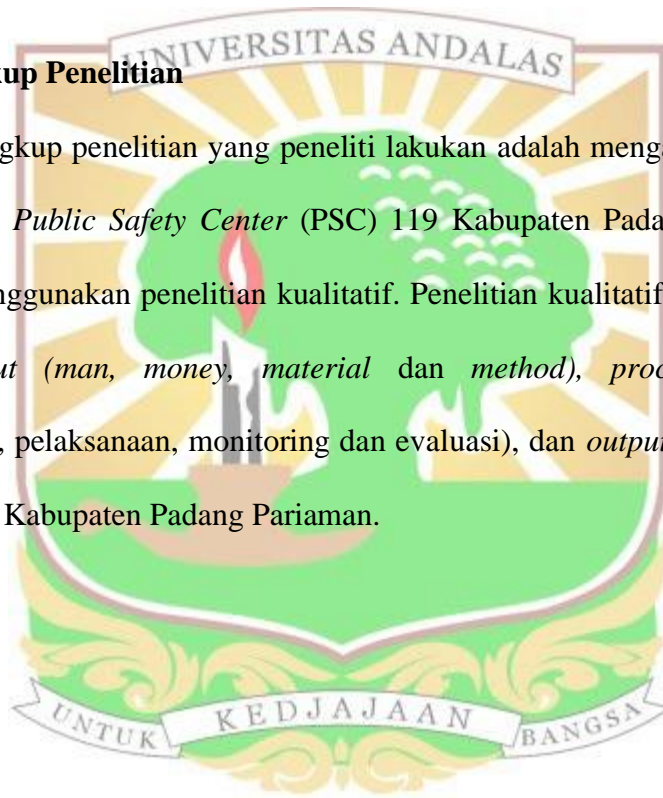 UNIVERSITAS ANDALAS
kup Penelitian
gkup penelitian yang peneliti lakukan adalah menga
Public Safety Center (PSC) 119 Kabupaten Pada
nggunakan penelitian kualitatif. Penelitian kualitatif
ut (man, money, material dan method), proc
, pelaksanaan, monitoring dan evaluasi), dan output
Kabupaten Padang Pariaman.
UNTUK KEDJAJAAN BANGSA